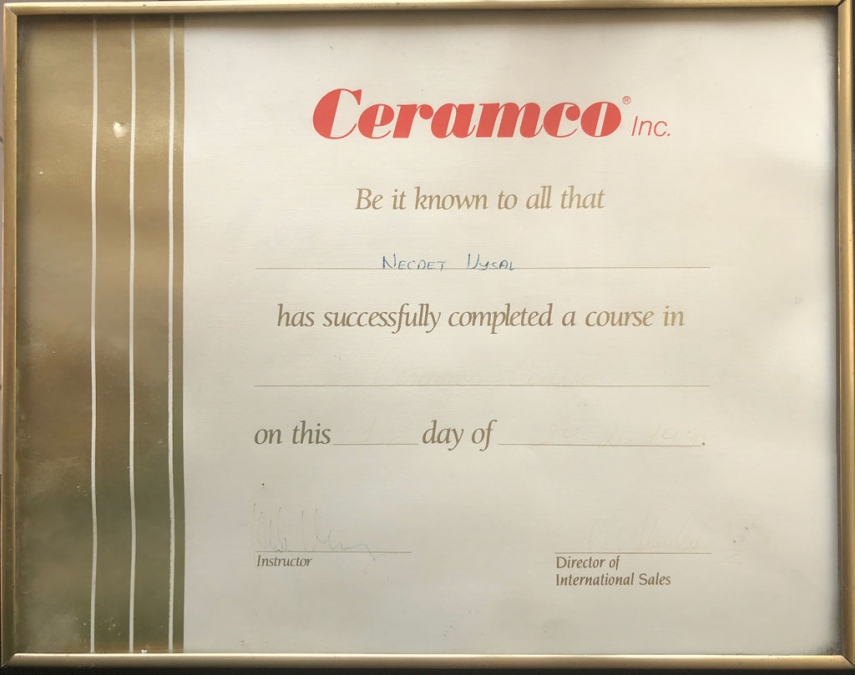 Ceramco® Inc.
Be it known to all that
NECDET UYSAL
has successfully completed a course in
on this day of .
Instructor
Director of
International Sales